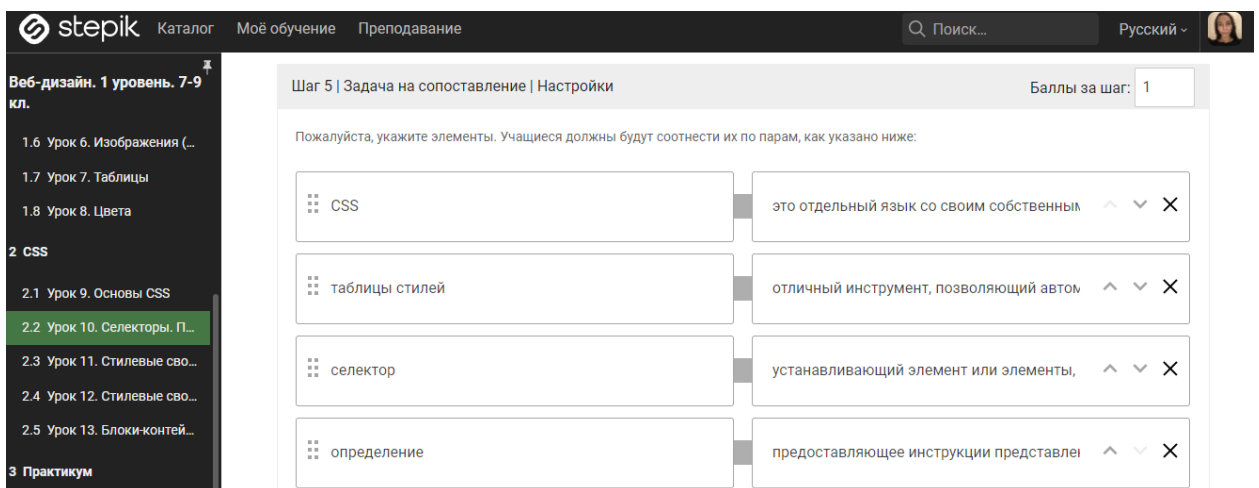 stepik Каталог Моё обучение Преподавание Поиск... Русский
Веб-дизайн. 1 уровень. 7-9
кл.
1.6 Урок 6. Изображения (...
1.7 Урок 7. Таблицы
1.8 Урок 8. Цвета
2 CSS
2.1 Урок 9. Основы CSS
2.2 Урок 10. Селекторы. П...
2.3 Урок 11. Стилевые сво...
2.4 Урок 12. Стилевые сво...
2.5 Урок 13. Блоки-контей...
3 Практикум
Шаг 5 | Задача на сопоставление | Настройки Баллы за шаг: 1
Пожалуйста, укажите элементы. Учащиеся должны будут соотнести их по парам, как указано ниже:
CSS это отдельный язык со своим собственным
таблицы стилей отличный инструмент, позволяющий автом
селектор устанавливающий элемент или элементы,
определение предоставляющее инструкции представлен